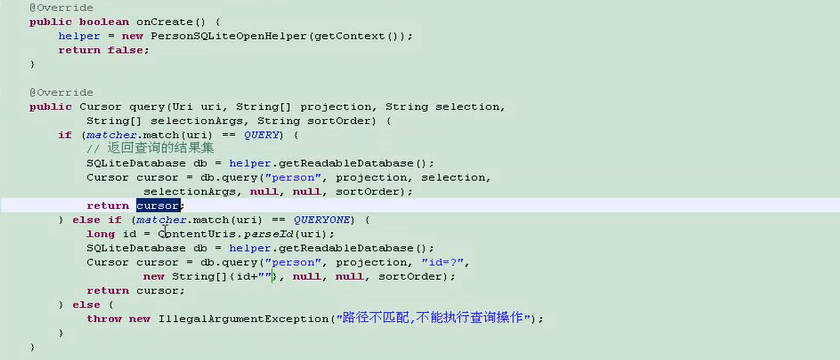 @Override
public boolean onCreate() {
helper = new PersonSQLiteOpenHelper(getContext());
return false;
}
@Override
public Cursor query(Uri uri, String[] projection, String selection,
String[] selectionArgs, String sortOrder) {
if (matcher.match(uri) == QUERY) {
// 返回查询的结果集
SQLiteDatabase db = helper.getReadableDatabase();
Cursor cursor = db.query("person", projection, selection,
selectionArgs, null, null, sortOrder);
return cursor;
} else if (matcher.match(uri) == QUERYONE) {
long id = ContentUris.parseId(uri);
SQLiteDatabase db = helper.getReadableDatabase();
Cursor cursor = db.query("person", projection, "id=?",
new String[]{id+""}, null, null, sortOrder);
return cursor;
} else {
throw new IllegalArgumentException("路径不匹配,不能执行查询操作");
}
}